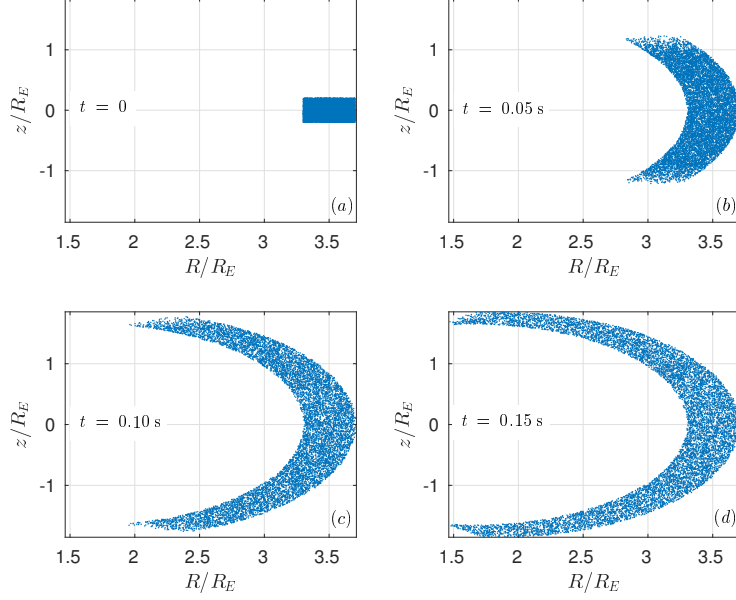 1
0
-1
z/R_E
t = 0
(a)
1.5 2 2.5 3 3.5
R/R_E
1
0
-1
z/R_E
t = 0.05 s
(b)
1.5 2 2.5 3 3.5
R/R_E
1
0
-1
z/R_E
t = 0.10 s
(c)
1.5 2 2.5 3 3.5
R/R_E
1
0
-1
z/R_E
t = 0.15 s
(d)
1.5 2 2.5 3 3.5
R/R_E